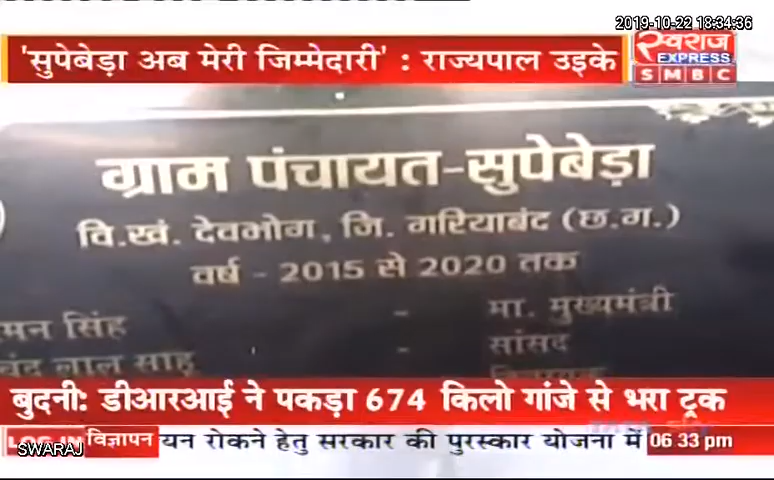 2019-10-22 18:34:36
'सुपेबेड़ा अब मेरी जिम्मेदारी' : राज्यपाल उइके
स्वराज
EXPRESS
SMBC
ग्राम पंचायत-सुपेबेड़ा
वि.खं. देवभोग, जि. गरियाबंद (छ.ग.)
वर्ष - 2015 से 2020 तक
मन सिंह - मा. मुख्यमंत्री
चंद लाल साहू - सांसद
बुदनी: डीआरआई ने पकड़ा 674 किलो गांजे से भरा ट्रक
LOG IN विज्ञापन यन रोकने हेतु सरकार की पुरस्कार योजना में 06:33 pm
SWARAJ